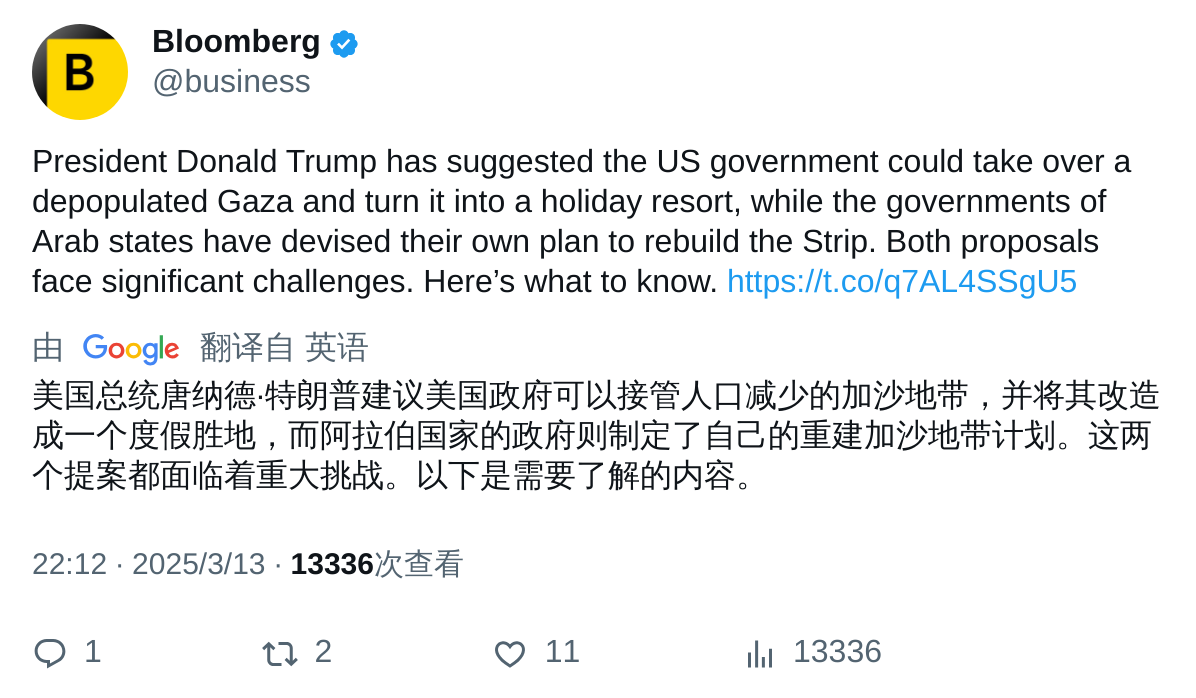 B
Bloomberg
@business
President Donald Trump has suggested the US government could take over a
depopulated Gaza and turn it into a holiday resort, while the governments of
Arab states have devised their own plan to rebuild the Strip. Both proposals
face significant challenges. Here’s what to know. https://t.co/q7AL4SSgU5
由 Google 翻译自 英语
美国总统唐纳德·特朗普建议美国政府可以接管人口减少的加沙地带，并将其改造
成一个度假胜地，而阿拉伯国家的政府则制定了自己的重建加沙地带计划。这两
个提案都面临着重大挑战。以下是需要了解的内容。
22:12 · 2025/3/13 · 13336次查看
1 2 11 13336